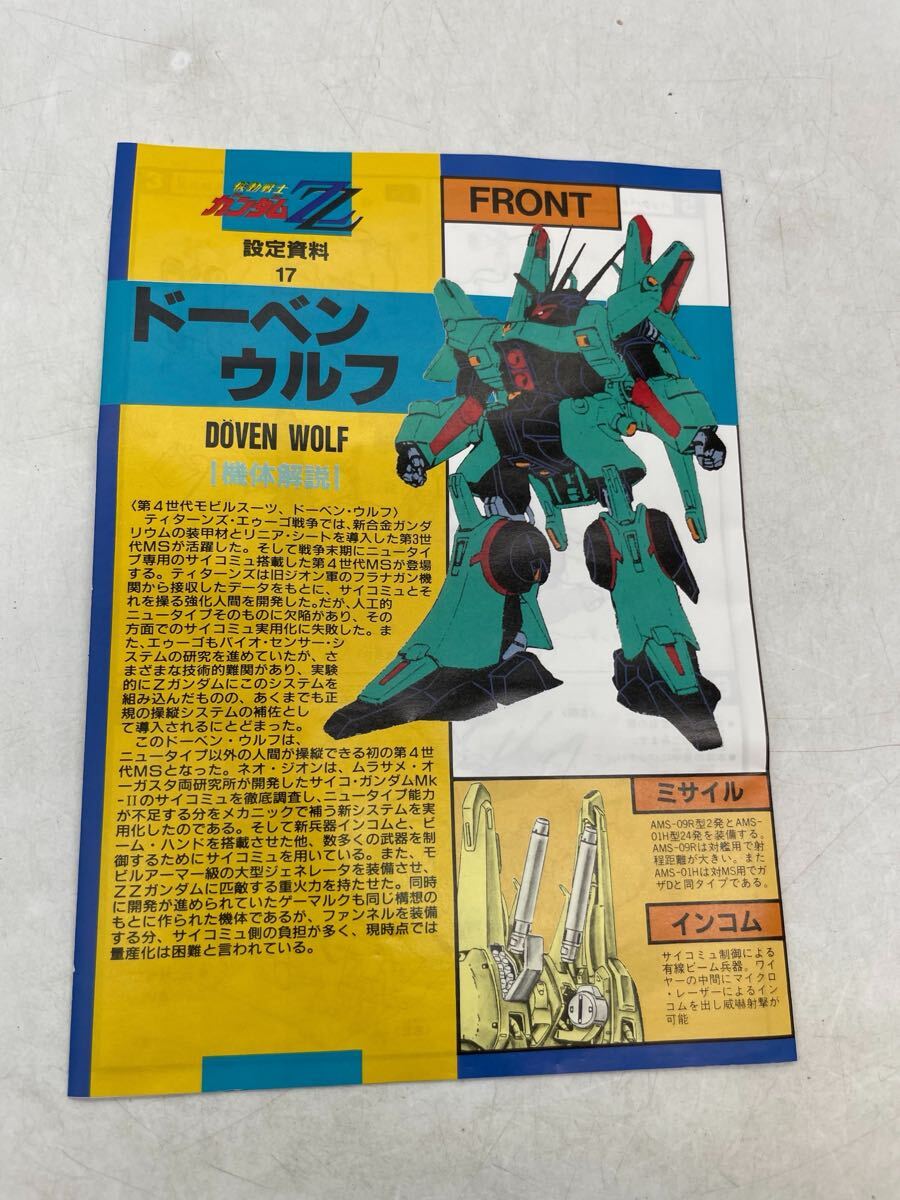 機動戦士
ガンダムZZ
設定資料
17
ドーベン
ウルフ
DÖVEN WOLF
[機体解説]
〈第4世代モビルスーツ、ドーベン・ウルフ〉
ティターンズ・エゥーゴ戦争では、新合金ガンダ
リウムの装甲材とリニア・シートを導入した第3世
代MSが活躍した。そして戦争末期にニュータイ
プ専用のサイコミュ搭載した第4世代MSが登場
する。ティターンズは旧ジオン軍のフラナガン機
関から接収したデータをもとに、サイコミュとそ
れを操る強化人間を開発した。だが、人工的
ニュータイプそのものに欠陥があり、その
方面でのサイコミュ実用化に失敗した。ま
た、エゥーゴもバイオ・センサー・シ
ステムの研究を進めていたが、さ
まざまな技術的難関があり、実験
的にZガンダムにこのシステムを
組み込んだものの、あくまでも正
規の操縦システムの補佐とし
て導入されるにとどまった。
このドーベン・ウルフは、
ニュータイプ以外の人間が操縦できる初の第4世
代MSとなった。ネオ・ジオンは、ムラサメ・オ
ーガスタ両研究所が開発したサイコ・ガンダムMk
-IIのサイコミュを徹底調査し、ニュータイプ能力
が不足する分をメカニックで補う新システムを実
用化したのである。そして新兵器インコムと、ビ
ーム・ハンドを搭載させた他、数多くの武器を制
御するためにサイコミュを用いている。また、モ
ビルアーマー級の大型ジェネレータを装備させ、
ZZガンダムに匹敵する重火力を持たせた。同時
に開発が進められていたゲーマルクも同じ構想の
もとに作られた機体であるが、ファンネルを装備
する分、サイコミュ側の負担が多く、現時点では
量産化は困難と言われている。
FRONT
ミサイル
AMS-09R型2発とAMS-
01H型24発を装備する。
AMS-09Rは対艦用で射
程距離が大きい。また
AMS-01Hは対MS用でガ
ザDと同タイプである。
インコム
サイコミュ制御による
有線ビーム兵器。ワイ
ヤーの中間にマイクロ
・レーザーによるイン
コムを出し威嚇射撃が
可能